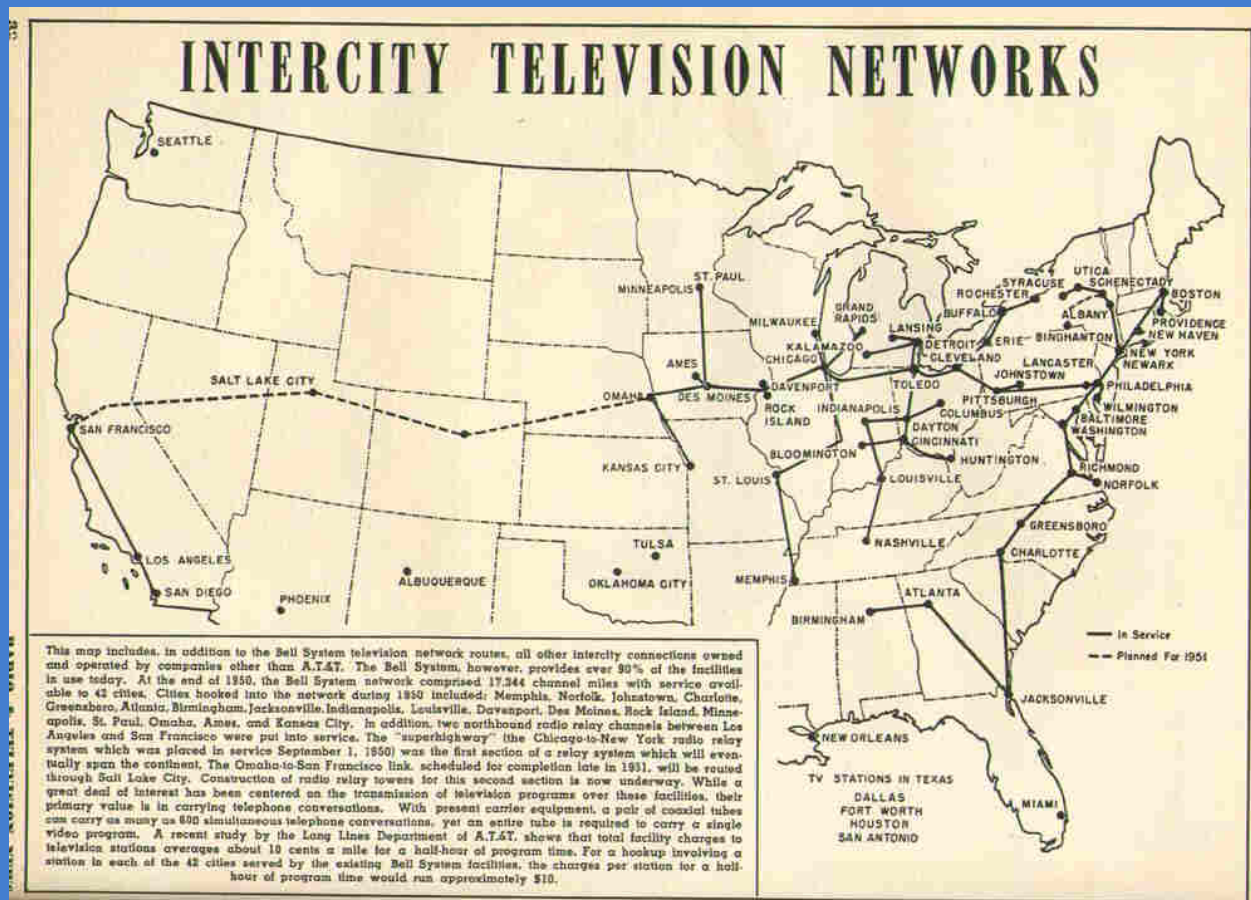 INTERCITY TELEVISION NETWORKS
SEATTLE
ST. PAUL
MINNEAPOLIS
MILWAUKEE
GRAND
RAPIDS
LANSING
KALAMAZOO
DETROIT
CHICAGO
CLEVELAND
TOLEDO
ROCHESTER
SYRACUSE
UTICA
SCHENECTADY
BUFFALO
ALBANY
ERIE
BINGHANTON
BOSTON
PROVIDENCE
NEW HAVEN
NEW YORK
NEWARK
LANCASTER
JOHNSTOWN
PHILADELPHIA
PITTSBURGH
WILMINGTON
BALTIMORE
WASHINGTON
SALT LAKE CITY
AMES
OMAHA
DES MOINES
DAVENPORT
ROCK
ISLAND
INDIANAPOLIS
COLUMBUS
DAYTON
CINCINNATI
BLOOMINGTON
HUNTINGTON
SAN FRANCISCO
KANSAS CITY
ST. LOUIS
LOUISVILLE
RICHMOND
NORFOLK
GREENSBORO
NASHVILLE
CHARLOTTE
LOS ANGELES
SAN DIEGO
PHOENIX
ALBUQUERQUE
TULSA
OKLAHOMA CITY
MEMPHIS
ATLANTA
BIRMINGHAM
In Service
Planned For 1951
JACKSONVILLE
NEW ORLEANS
MIAMI
TV STATIONS IN TEXAS
DALLAS
FORT WORTH
HOUSTON
SAN ANTONIO
This map includes, in addition to the Bell System television network routes, all other intercity connections owned
and operated by companies other than A.T.&T. The Bell System, however, provides over 90% of the facilities
in use today. At the end of 1950, the Bell System network comprised 17,344 channel miles with service avail-
able to 42 cities. Cities hooked into the network during 1950 included: Memphis, Norfolk, Johnstown, Charlotte,
Greensboro, Atlanta, Birmingham, Jacksonville, Indianapolis, Louisville, Davenport, Des Moines, Rock Island, Minne-
apolis, St. Paul, Omaha, Ames, and Kansas City. In addition, two northbound radio relay channels between Los
Angeles and San Francisco were put into service. The "superhighway" (the Chicago-to-New York radio relay
system which was placed in service September 1, 1950) was the first section of a relay system which will even-
tually span the continent. The Omaha-to-San Francisco link, scheduled for completion late in 1951, will be routed
through Salt Lake City. Construction of radio relay towers for this second section is now underway. While a
great deal of interest has been centered on the transmission of television programs over these facilities, their
primary value is in carrying telephone conversations. With present carrier equipment, a pair of coaxial tubes
can carry as many as 600 simultaneous telephone conversations, yet an entire tube is required to carry a single
video program. A recent study by the Long Lines Department of A.T.&T. shows that total facility charges to
television stations averages about 10 cents a mile for a half-hour of program time. For a hookup involving a
station in each of the 42 cities served by the existing Bell System facilities, the charges per station for a half-
hour of program time would run approximately $10.